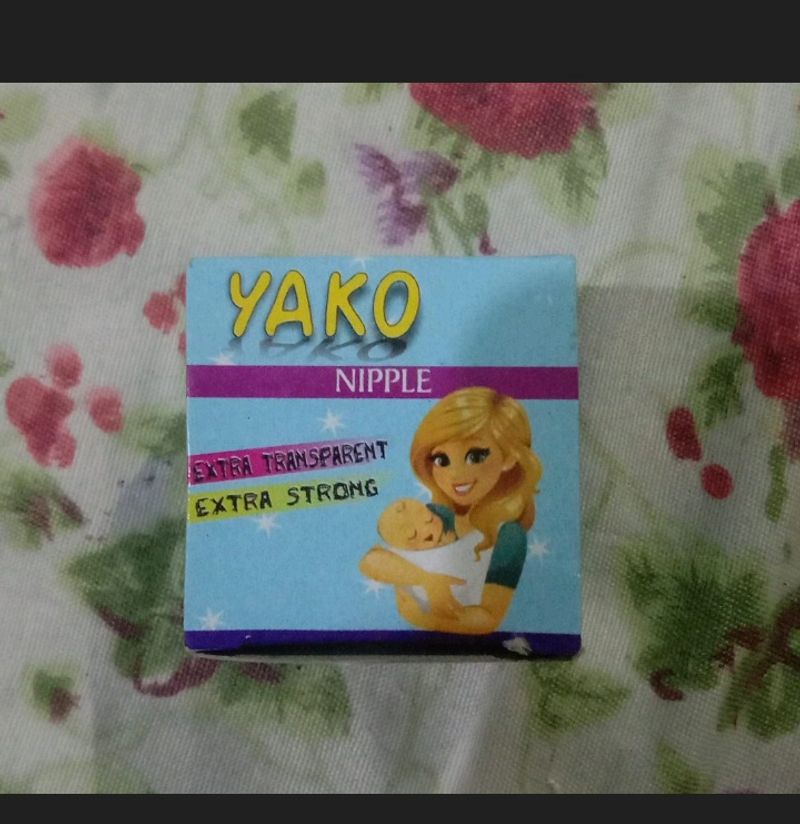 YAKO
NIPPLE
EXTRA TRANSPARENT
EXTRA STRONG